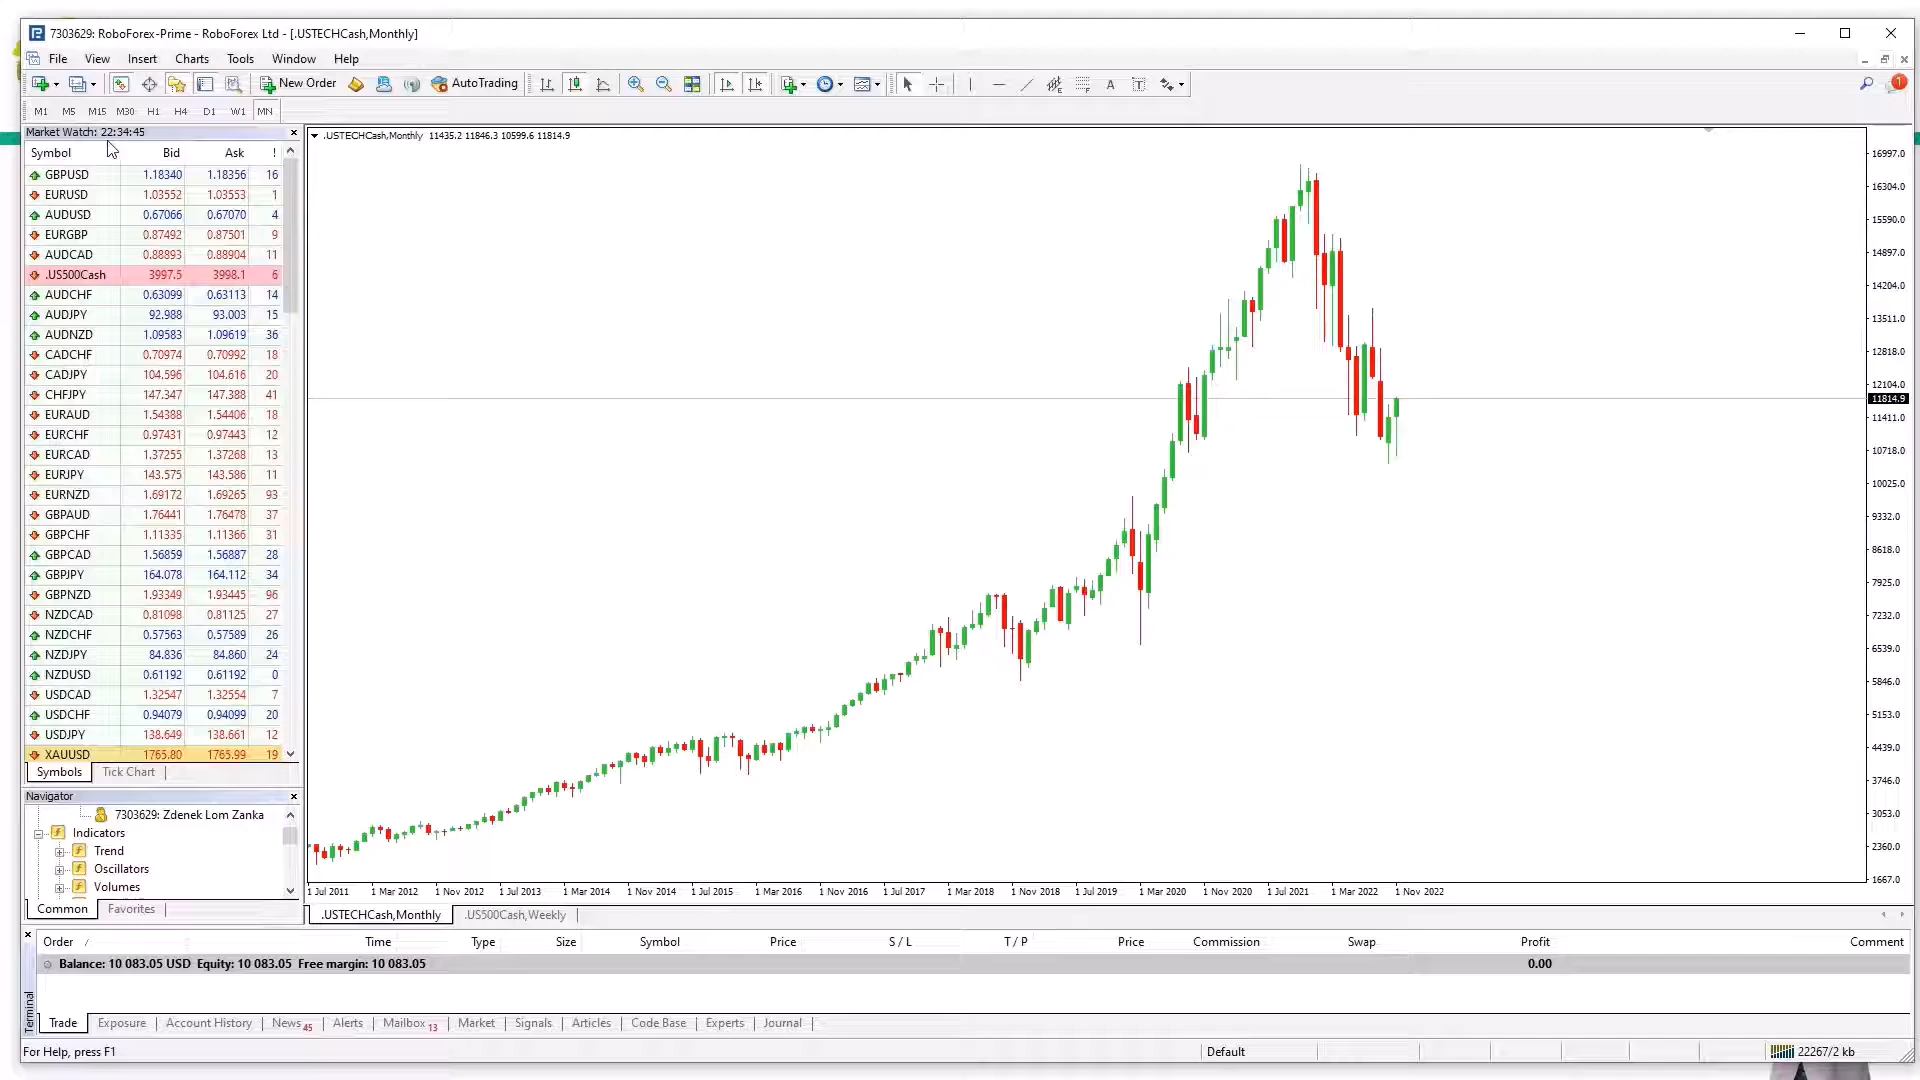 7303629: RoboForex-Prime - RoboForex Ltd - [.USTECHCash,Monthly]
File View Insert Charts Tools Window Help
New Order AutoTrading A T 1
M1 M5 M15 M30 H1 H4 D1 W1 MN
Market Watch: 22:34:45
Symbol Bid Ask !
GBPUSD 1.18340 1.18356 16
EURUSD 1.03552 1.03553 1
AUDUSD 0.67066 0.67070 4
EURGBP 0.87492 0.87501 9
AUDCAD 0.88893 0.88904 11
.US500Cash 3997.5 3998.1 6
AUDCHF 0.63099 0.63113 14
AUDJPY 92.988 93.003 15
AUDNZD 1.09583 1.09619 36
CADCHF 0.70974 0.70992 18
CADJPY 104.596 104.616 20
CHFJPY 147.347 147.388 41
EURAUD 1.54388 1.54406 18
EURCHF 0.97431 0.97443 12
EURCAD 1.37255 1.37268 13
EURJPY 143.575 143.586 11
EURNZD 1.69172 1.69265 93
GBPAUD 1.76441 1.76478 37
GBPCHF 1.11335 1.11366 31
GBPCAD 1.56859 1.56887 28
GBPJPY 164.078 164.112 34
GBPNZD 1.93349 1.93445 96
NZDCAD 0.81098 0.81125 27
NZDCHF 0.57563 0.57589 26
NZDJPY 84.836 84.860 24
NZDUSD 0.61192 0.61192 0
USDCAD 1.32547 1.32554 7
USDCHF 0.94079 0.94099 20
USDJPY 138.649 138.661 12
XAUUSD 1765.80 1765.99 19
Symbols Tick Chart
Navigator
7303629: Zdenek Lom Zanka
Indicators
Trend
Oscillators
Volumes
Common Favorites
.USTECHCash,Monthly 11435.2 11846.3 10599.6 11814.9
16997.0
16304.0
15590.0
14897.0
14204.0
13511.0
12818.0
12104.0
11814.9
11411.0
10718.0
10025.0
9332.0
8618.0
7925.0
7232.0
6539.0
5846.0
5153.0
4439.0
3746.0
3053.0
2360.0
1667.0
1 Jul 2011 1 Mar 2012 1 Nov 2012 1 Jul 2013 1 Mar 2014 1 Nov 2014 1 Jul 2015 1 Mar 2016 1 Nov 2016 1 Jul 2017 1 Mar 2018 1 Nov 2018 1 Jul 2019 1 Mar 2020 1 Nov 2020 1 Jul 2021 1 Mar 2022 1 Nov 2022
.USTECHCash,Monthly .US500Cash,Weekly
Order Time Type Size Symbol Price S / L T / P Price Commission Swap Profit Comment
Balance: 10 083.05 USD Equity: 10 083.05 Free margin: 10 083.05 0.00
Terminal
Trade Exposure Account History News 45 Alerts Mailbox 13 Market Signals Articles Code Base Experts Journal
For Help, press F1 Default 22267/2 kb